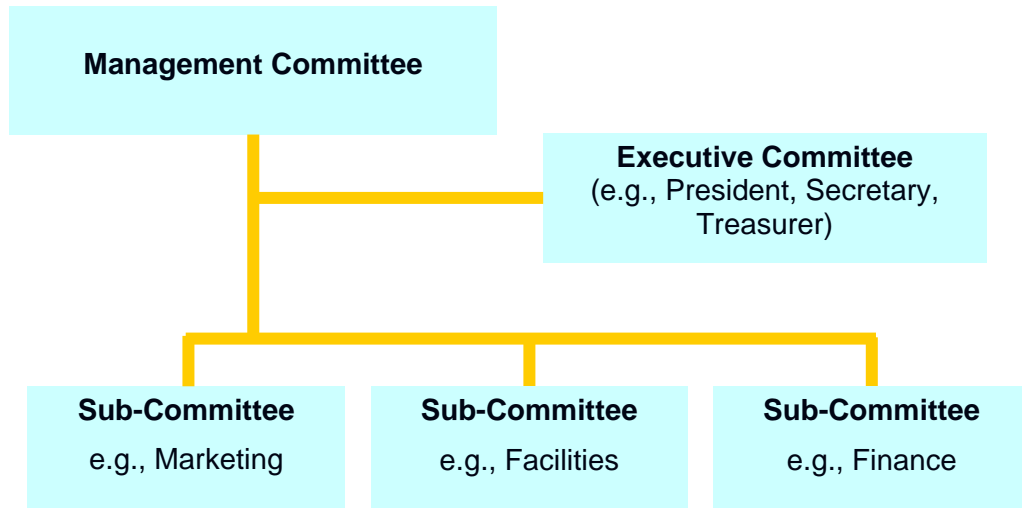 Management Committee
Executive Committee
(e.g., President, Secretary,
Treasurer)
Sub-Committee
e.g., Marketing
Sub-Committee
e.g., Facilities
Sub-Committee
e.g., Finance